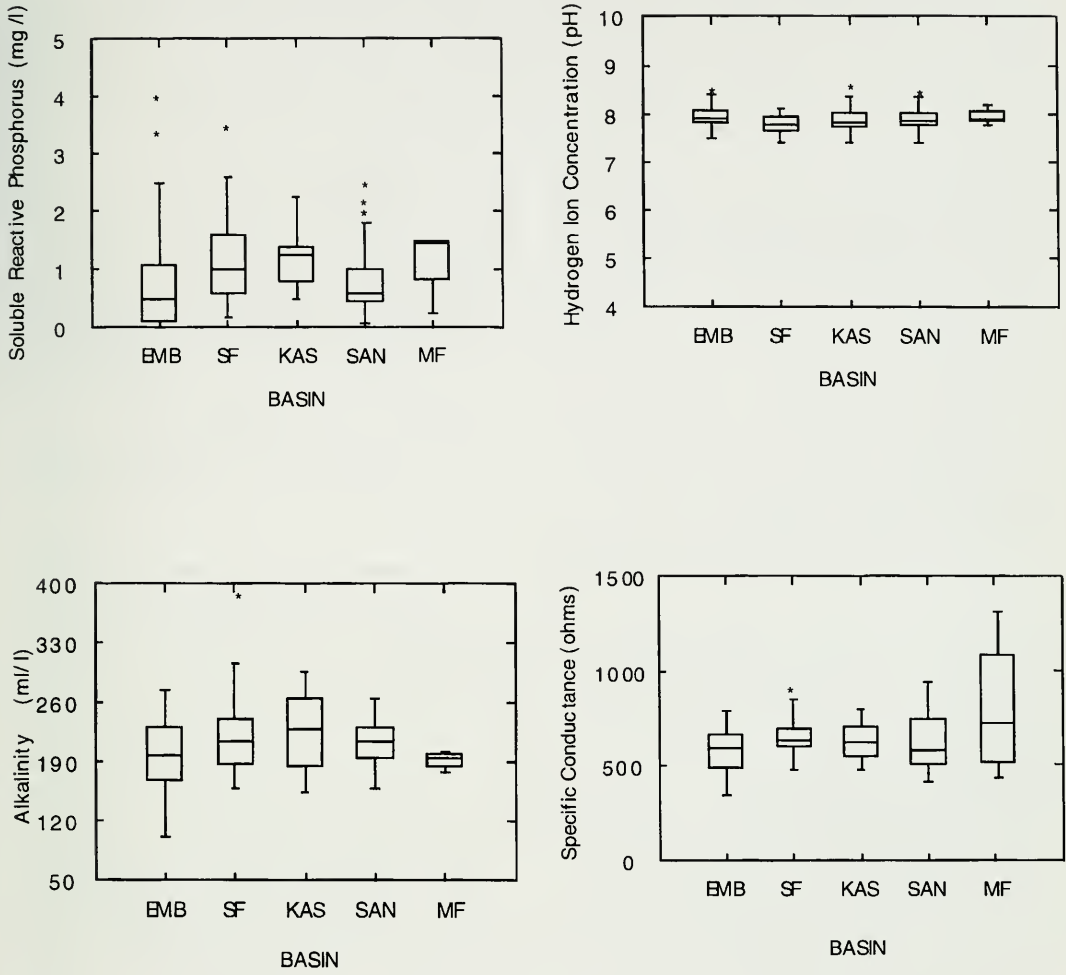 Soluble Reactive Phosphorus (mg/l)
5
4
3
2
1
0
EMB SF KAS SAN MF
BASIN
Hydrogen Ion Concentration (pH)
10
9
8
7
6
5
4
EMB SF KAS SAN MF
BASIN
Alkalinity (ml/l)
400
330
260
190
120
50
EMB SF KAS SAN MF
BASIN
Specific Conductance (ohms)
1500
1000
500
0
EMB SF KAS SAN MF
BASIN